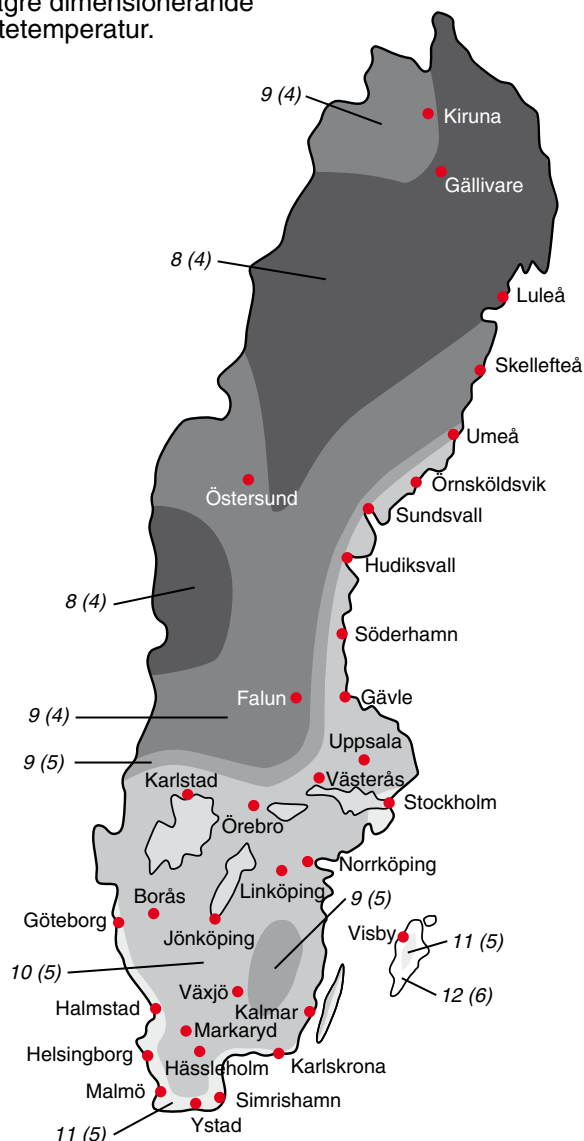 ägre dimensionerande
tetemperatur.
9 (4)
Kiruna
Gällivare
8 (4)
Luleå
Skellefteå
Umeå
Örnsköldsvik
Östersund
Sundsvall
Hudiksvall
8 (4)
Söderhamn
Falun
Gävle
9 (4)
Uppsala
9 (5)
Karlstad
Västerås
Stockholm
Örebro
Norrköping
Linköping
Borås
9 (5)
Göteborg
Jönköping
Visby
11 (5)
10 (5)
Växjö
12 (6)
Halmstad
Kalmar
Markaryd
Helsingborg
Hässleholm
Karlskrona
Malmö
Simrishamn
Ystad
11 (5)